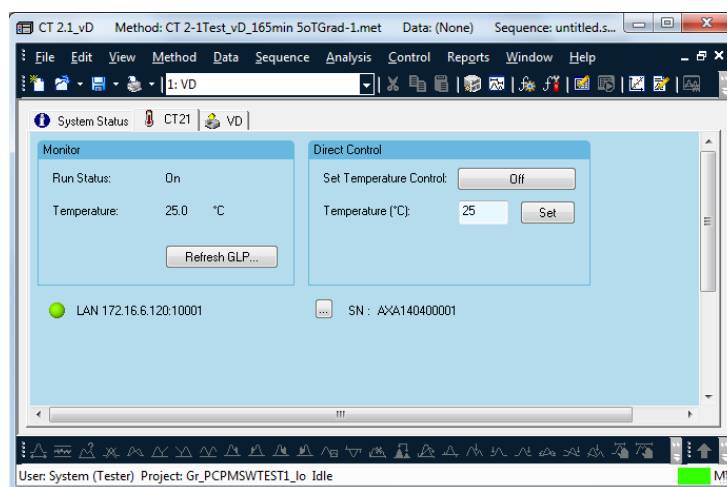 CT 2.1_vD Method: CT 2-1Test_vD_165min 5oTGrad-1.met Data: (None) Sequence: untitled.s...
File Edit View Method Data Sequence Analysis Control Reports Window Help
1: VD
System Status CT21 VD
Monitor Direct Control
Run Status: On Set Temperature Control: Off
Temperature: 25.0 °C Temperature (°C): 25 Set
Refresh GLP...
LAN 172.16.6.120:10001 ... SN : AXA140400001
User: System (Tester) Project: Gr_PCPMSWTEST1_lo Idle